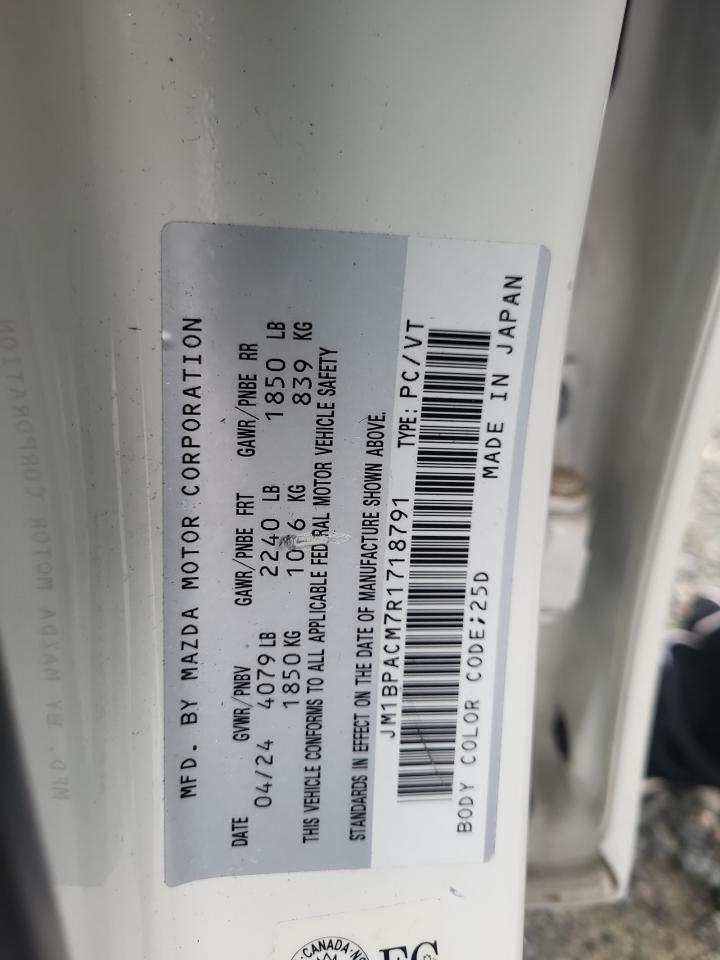 MFD. BY MAZDA MOTOR CORPORATION
DATE GVWR/PNBV GAWR/PNBE FRT GAWR/PNBE RR
04/24 4079 LB 2240 LB 1850 LB
1850 KG 1016 KG 839 KG
THIS VEHICLE CONFORMS TO ALL APPLICABLE FEDERAL MOTOR VEHICLE SAFETY
STANDARDS IN EFFECT ON THE DATE OF MANUFACTURE SHOWN ABOVE.
JM1BPACM7R1718791 TYPE: PC/VT
BODY COLOR CODE;25D MADE IN JAPAN
CANADA